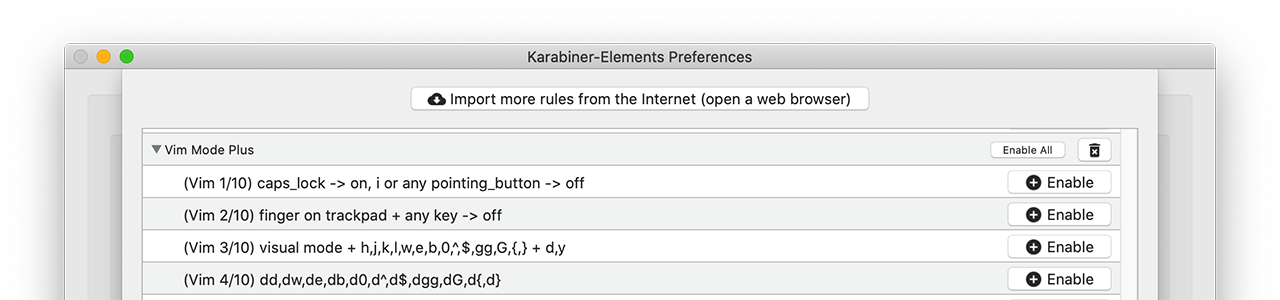 Karabiner-Elements Preferences
Import more rules from the Internet (open a web browser)
Vim Mode Plus Enable All
(Vim 1/10) caps_lock -> on, i or any pointing_button -> off Enable
(Vim 2/10) finger on trackpad + any key -> off Enable
(Vim 3/10) visual mode + h,j,k,l,w,e,b,0,^,$,gg,G,{,} + d,y Enable
(Vim 4/10) dd,dw,de,db,d0,d^,d$,dgg,dG,d{,d} Enable